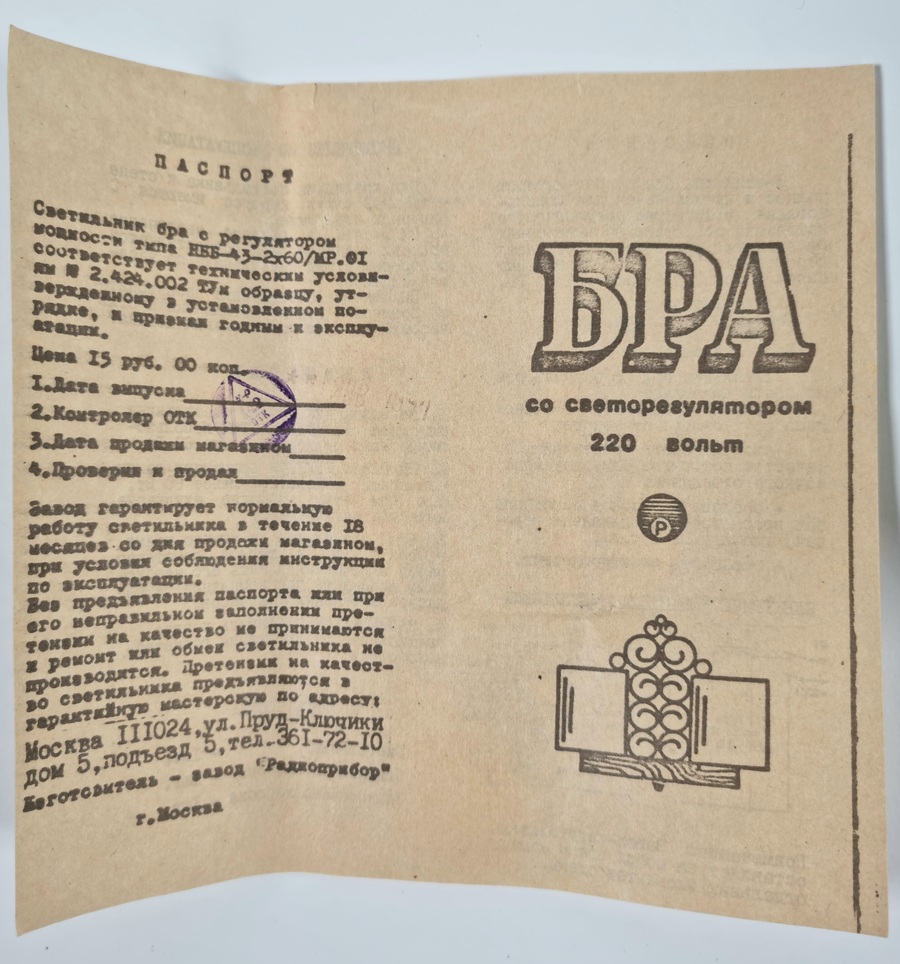 ПАСПОРТ
Светильник бра с регулятором
мощности типа НББ-43-2х60/МР.01
соответствует техническим услови-
ям № 2.424.002 ТУи образцу, ут-
вержденному в установленном по-
рядке, и признан годным к эксплу-
атации.
Цена 15 руб. 00 коп.
1.Дата выпуска
2.Контролер ОТК
3.Дата продажи магазином
4.Проверил и продал
Завод гарантирует нормальную
работу светильника в течение 18
месяцев со дня продажи магазином,
при условии соблюдения инструкции
по эксплуатации.
Без предъявления паспорта или при
его неправильном заполнении пре-
тензии на качество не принимаются
и ремонт или обмен светильника не
производится. Претензии на качест-
во светильника предъявляются в
гарантийную мастерскую по адресу:
Москва 111024,ул.Пруд-Ключики
дом 5,подъезд 5,тел.361-72-10
Изготовитель - завод "Радиоприбор"
г.Москва
БРА
со светорегулятором
220 вольт
Р